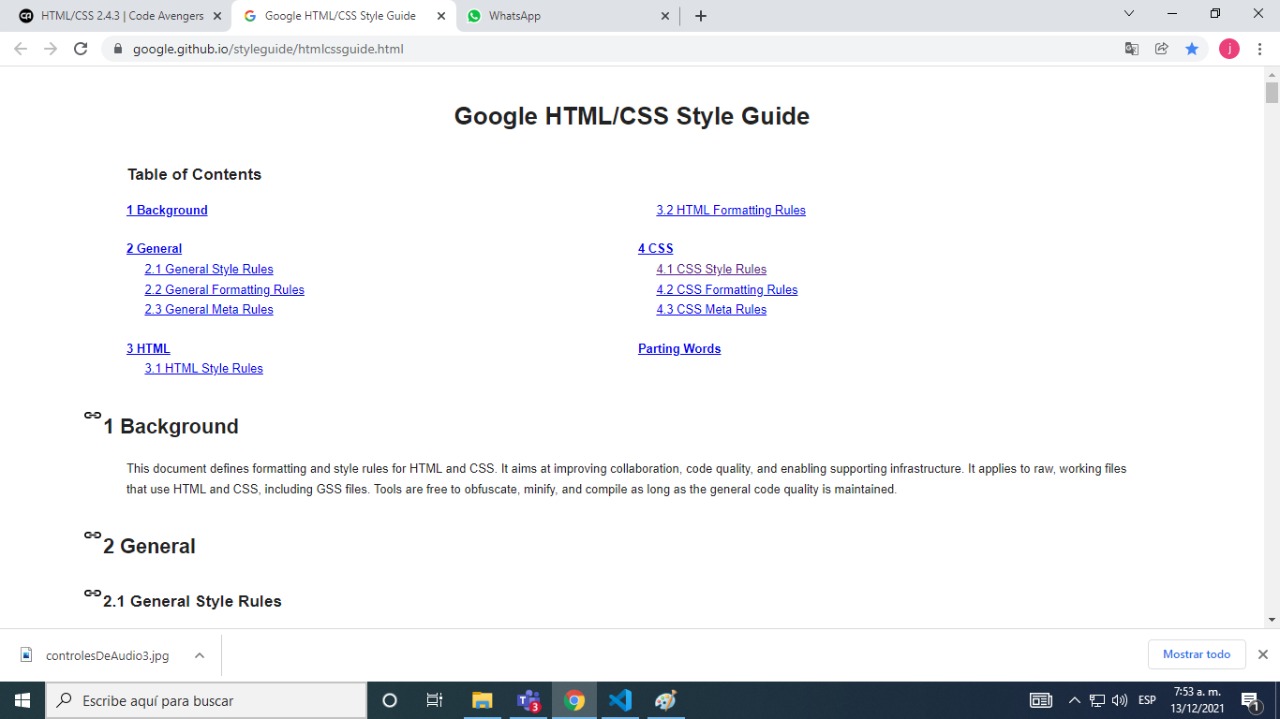 HTML/CSS 2.4.3 | Code Avengers
Google HTML/CSS Style Guide
WhatsApp
google.github.io/styleguide/htmlcssguide.html
j
Google HTML/CSS Style Guide
Table of Contents
1 Background
2 General
2.1 General Style Rules
2.2 General Formatting Rules
2.3 General Meta Rules
3 HTML
3.1 HTML Style Rules
3.2 HTML Formatting Rules
4 CSS
4.1 CSS Style Rules
4.2 CSS Formatting Rules
4.3 CSS Meta Rules
Parting Words
1 Background
This document defines formatting and style rules for HTML and CSS. It aims at improving collaboration, code quality, and enabling supporting infrastructure. It applies to raw, working files
that use HTML and CSS, including GSS files. Tools are free to obfuscate, minify, and compile as long as the general code quality is maintained.
2 General
2.1 General Style Rules
controlesDeAudio3.jpg
Mostrar todo
Escribe aquí para buscar
3
ESP
7:53 a. m.
13/12/2021
1